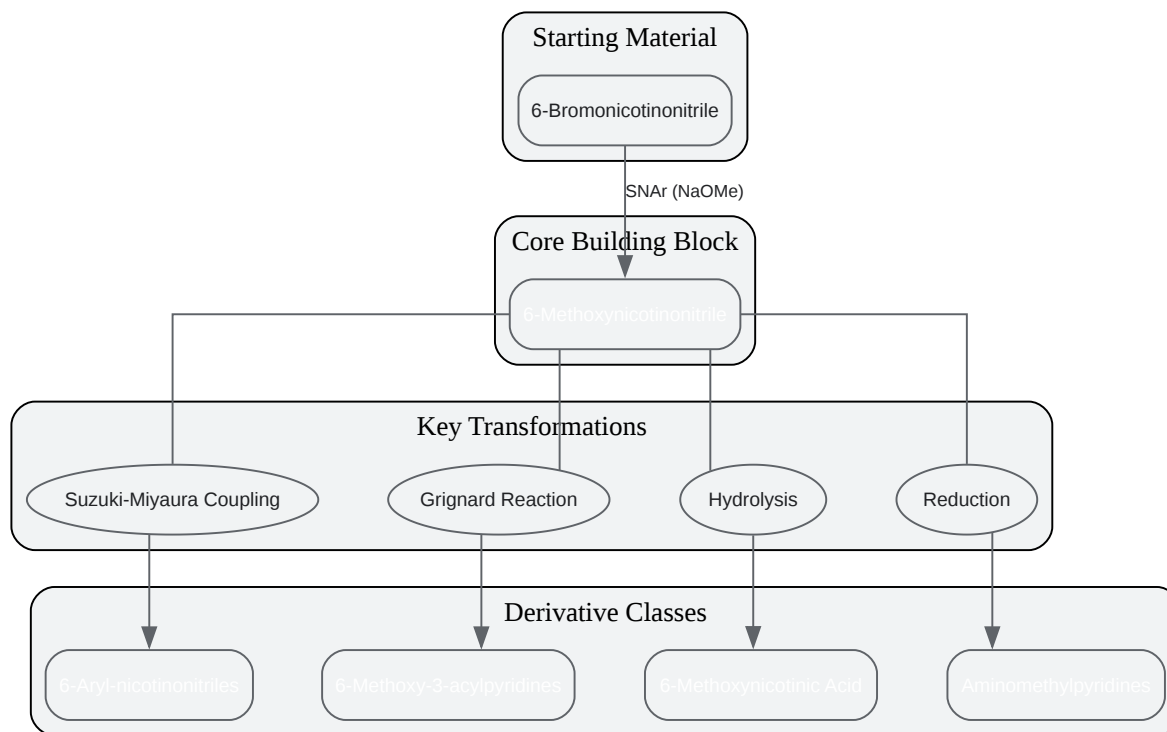 Starting Material
6-Bromonicotinonitrile
SNAr (NaOMe)
Core Building Block
6-Methoxynicotinonitrile
Key Transformations
Suzuki-Miyaura Coupling
Grignard Reaction
Hydrolysis
Reduction
Derivative Classes
6-Aryl-nicotinonitriles
6-Methoxy-3-acylpyridines
6-Methoxynicotinic Acid
Aminomethylpyridines